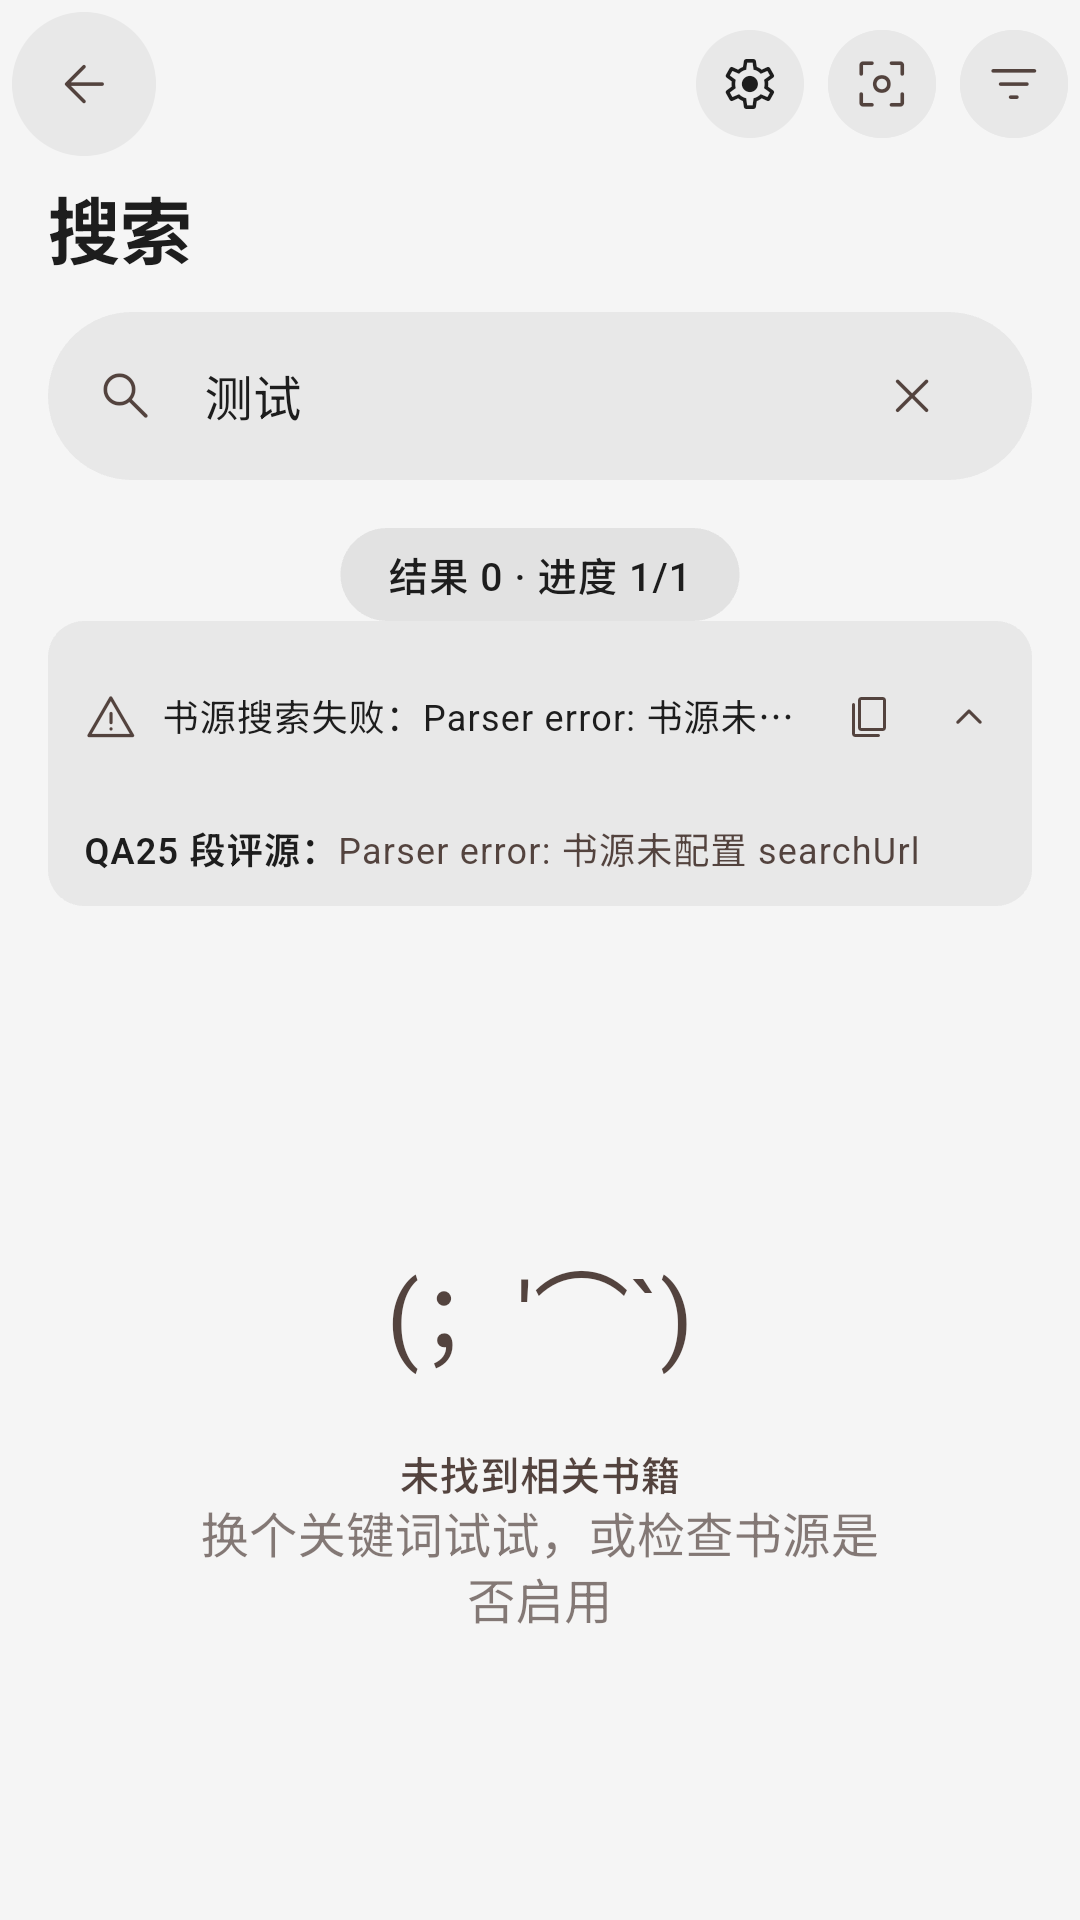 搜索
测试
结果 0 · 进度 1/1
书源搜索失败：Parser error: 书源未…
QA25 段评源：Parser error: 书源未配置 searchUrl
(；'⌒`)
未找到相关书籍
换个关键词试试，或检查书源是
否启用